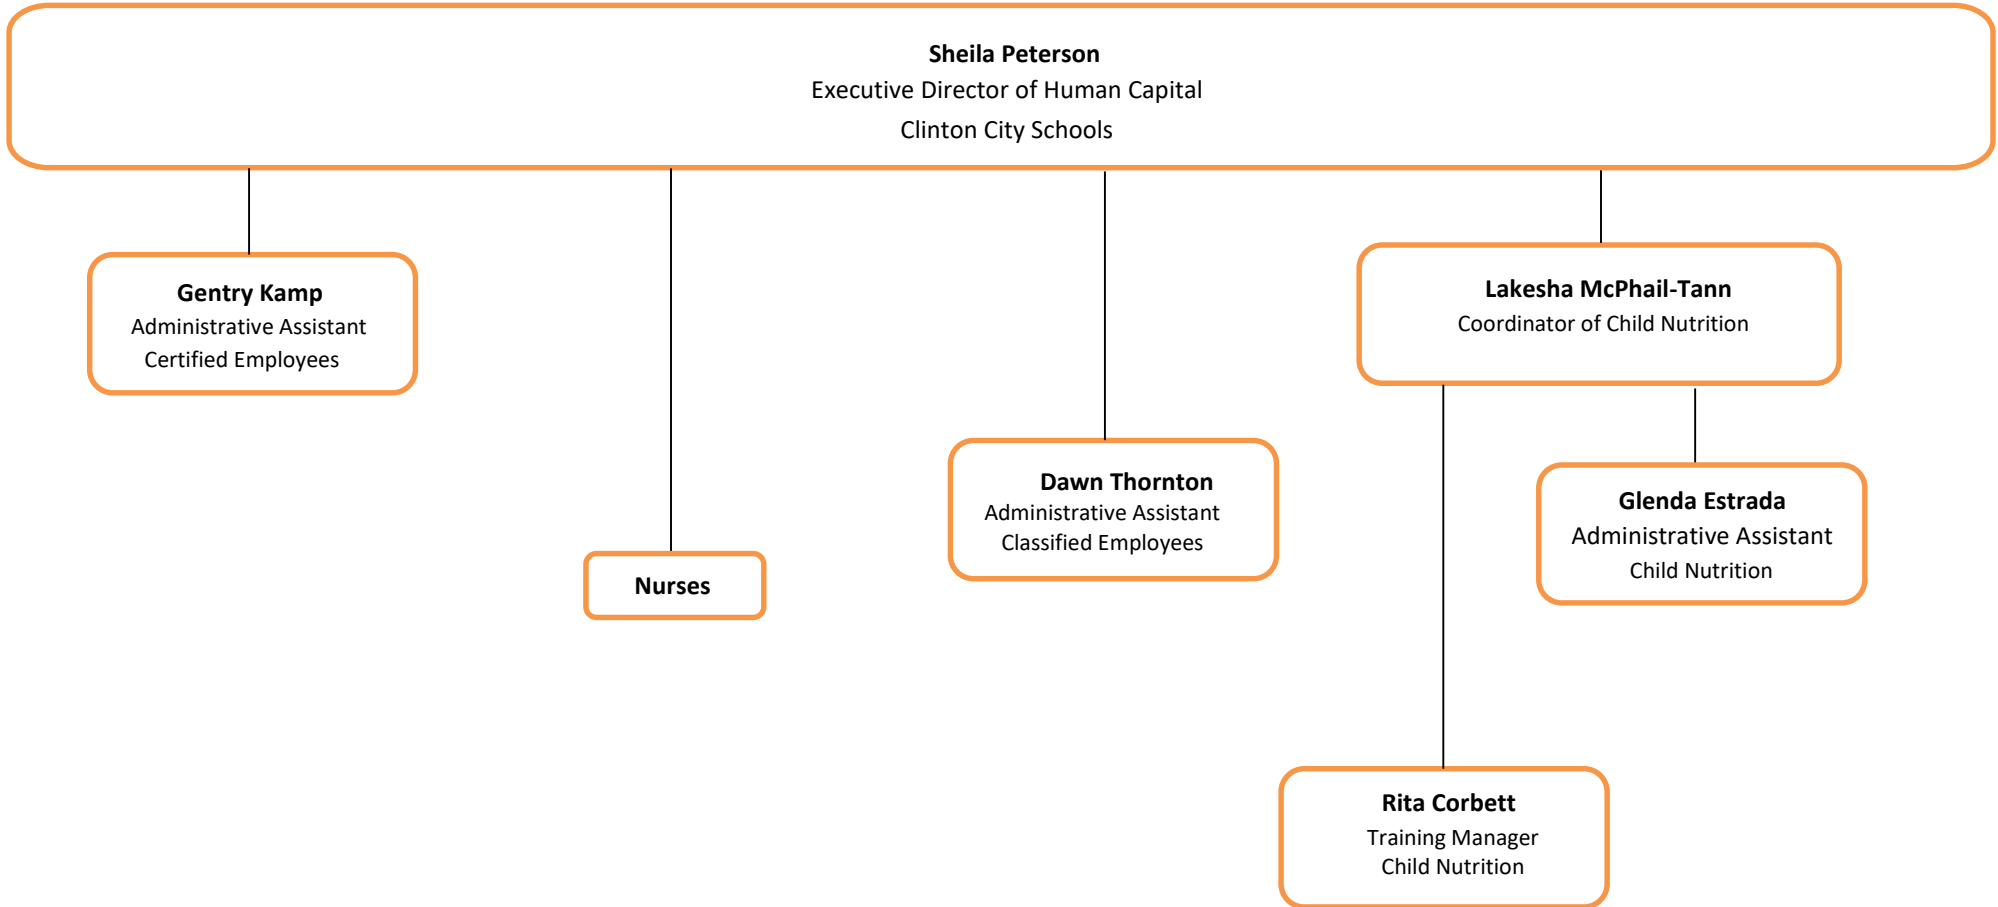 Sheila Peterson
Executive Director of Human Capital
Clinton City Schools
Gentry Kamp
Administrative Assistant
Certified Employees
Nurses
Dawn Thornton
Administrative Assistant
Classified Employees
Lakesha McPhail-Tann
Coordinator of Child Nutrition
Glenda Estrada
Administrative Assistant
Child Nutrition
Rita Corbett
Training Manager
Child Nutrition